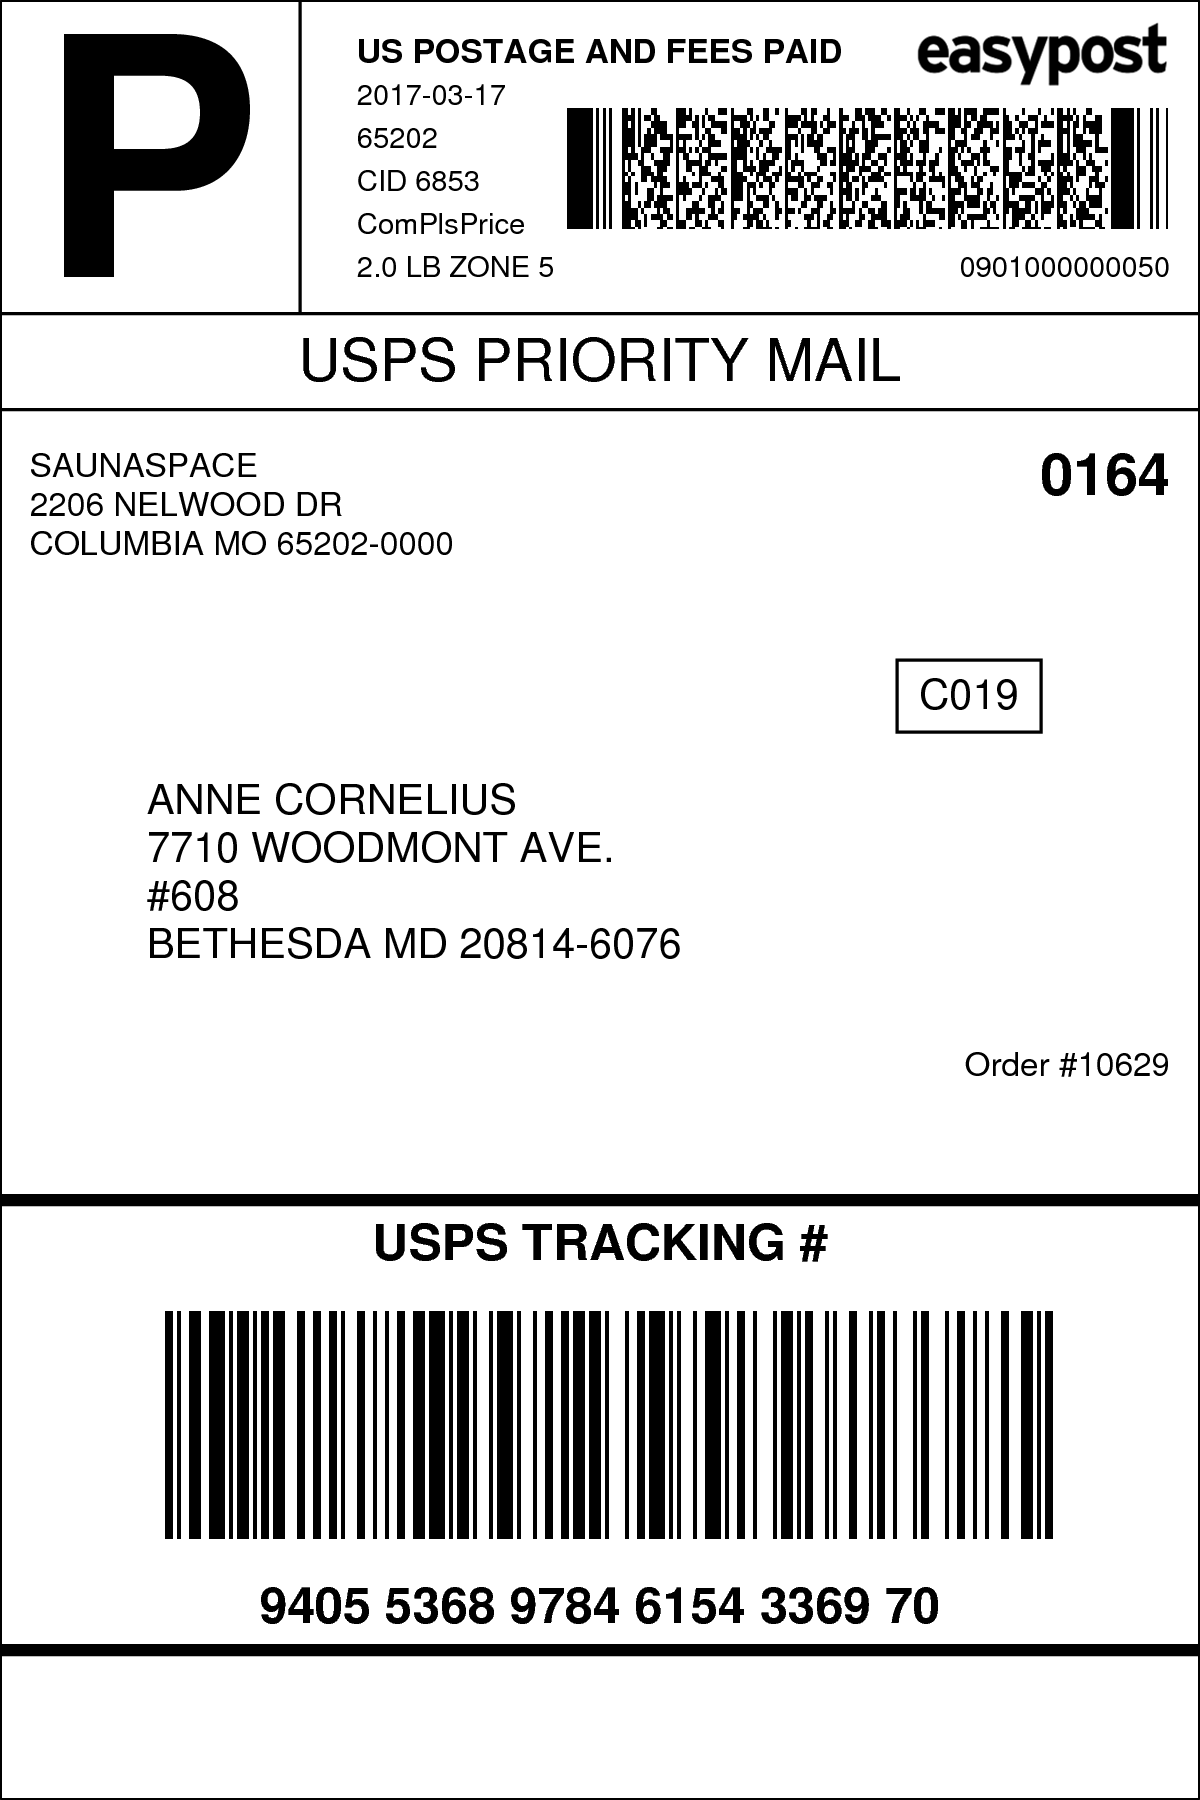 P
US POSTAGE AND FEES PAID
easypost
2017-03-17
65202
CID 6853
ComPlsPrice
2.0 LB ZONE 5
0901000000050
USPS PRIORITY MAIL
SAUNASPACE
2206 NELWOOD DR
COLUMBIA MO 65202-0000
0164
C019
ANNE CORNELIUS
7710 WOODMONT AVE.
#608
BETHESDA MD 20814-6076
Order #10629
USPS TRACKING #
9405 5368 9784 6154 3369 70